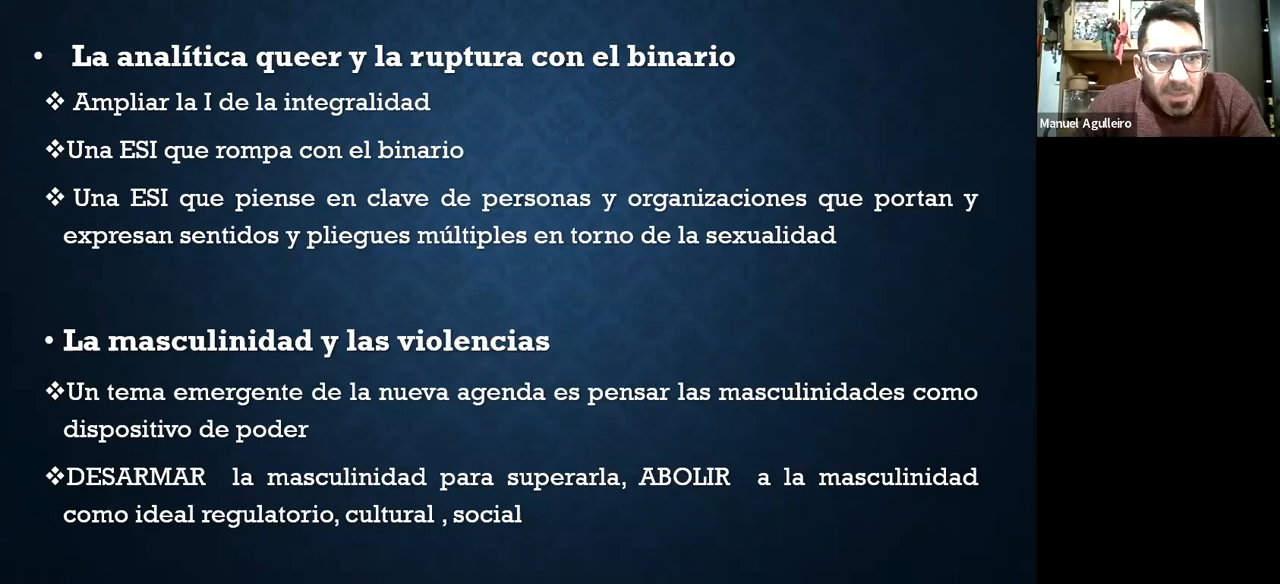 • La analítica queer y la ruptura con el binario
❖ Ampliar la I de la integralidad
❖Una ESI que rompa con el binario
❖ Una ESI que piense en clave de personas y organizaciones que portan y
expresan sentidos y pliegues múltiples en torno de la sexualidad
• La masculinidad y las violencias
❖Un tema emergente de la nueva agenda es pensar las masculinidades como
dispositivo de poder
❖DESARMAR la masculinidad para superarla, ABOLIR a la masculinidad
como ideal regulatorio, cultural , social
Manuel Agulleiro